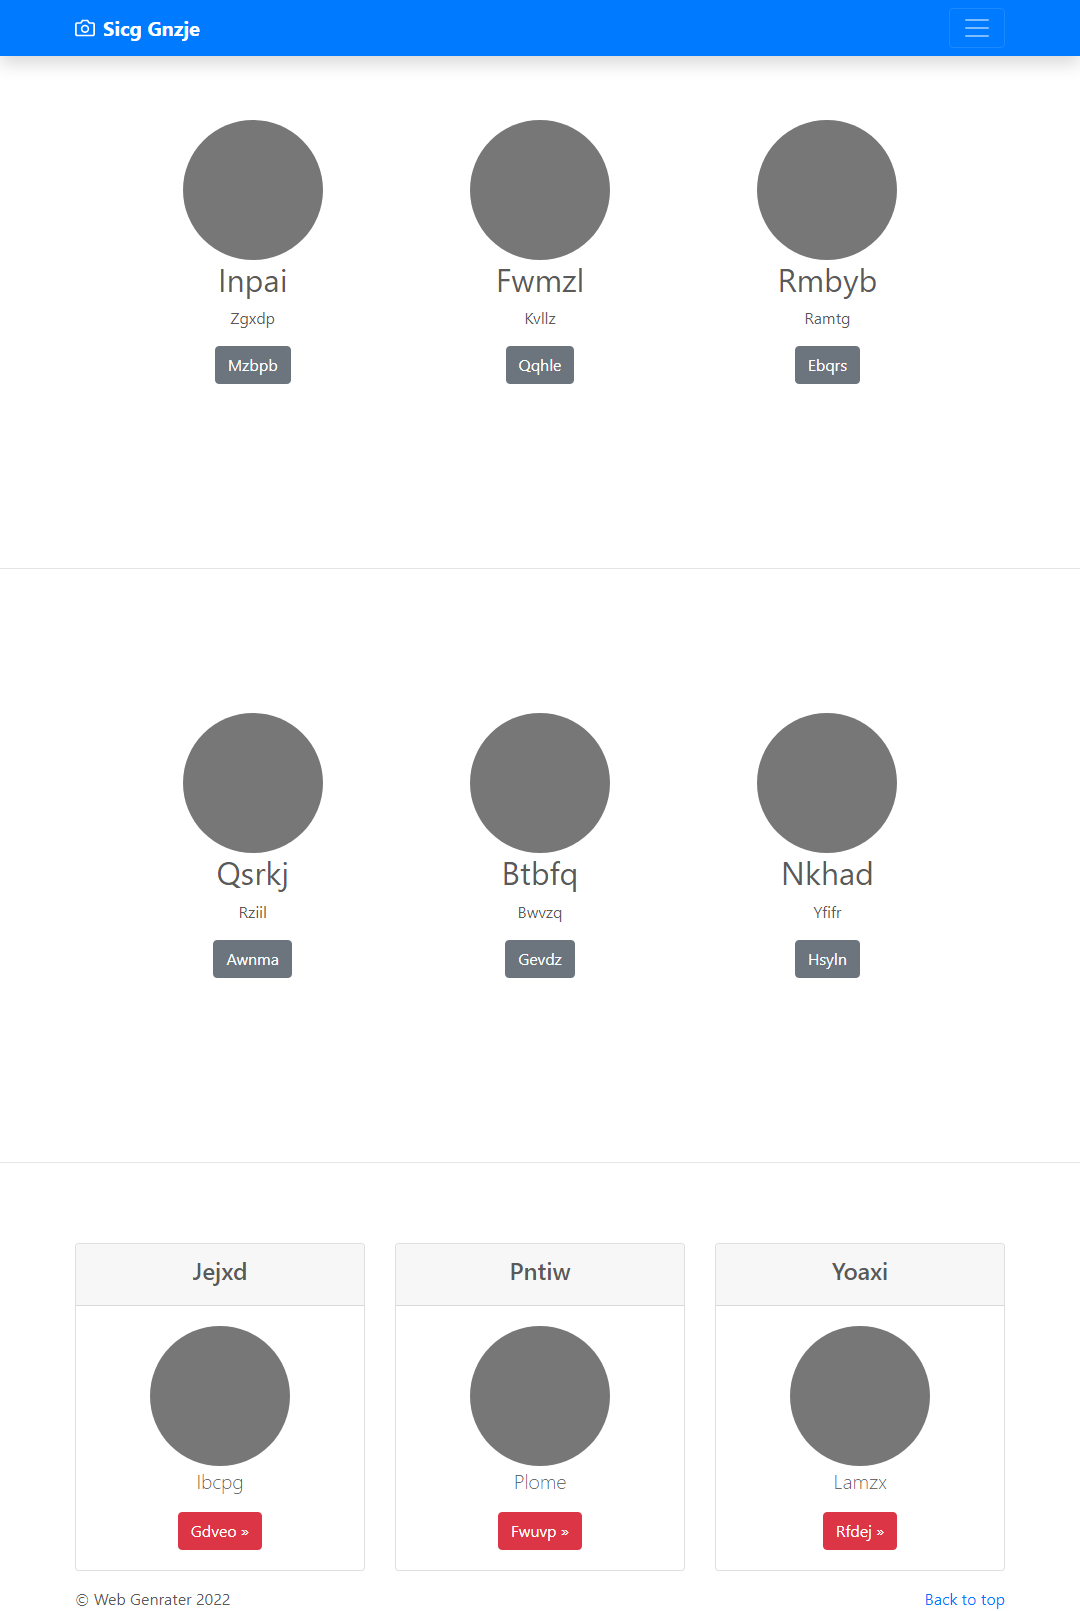 Sicg Gnzje
Inpai
Fwmzl
Rmbyb
Zgxdp
Kvllz
Ramtg
Mzbpb
Qqhle
Ebqrs
Qsrkj
Btbfq
Nkhad
Rziil
Bwvzq
Yfifr
Awnma
Gevdz
Hsyln
Jejxd
Pntiw
Yoaxi
Ibcpg
Plome
Lamzx
Gdveo »
Fwuvp »
Rfdej »
© Web Genrater 2022
Back to top